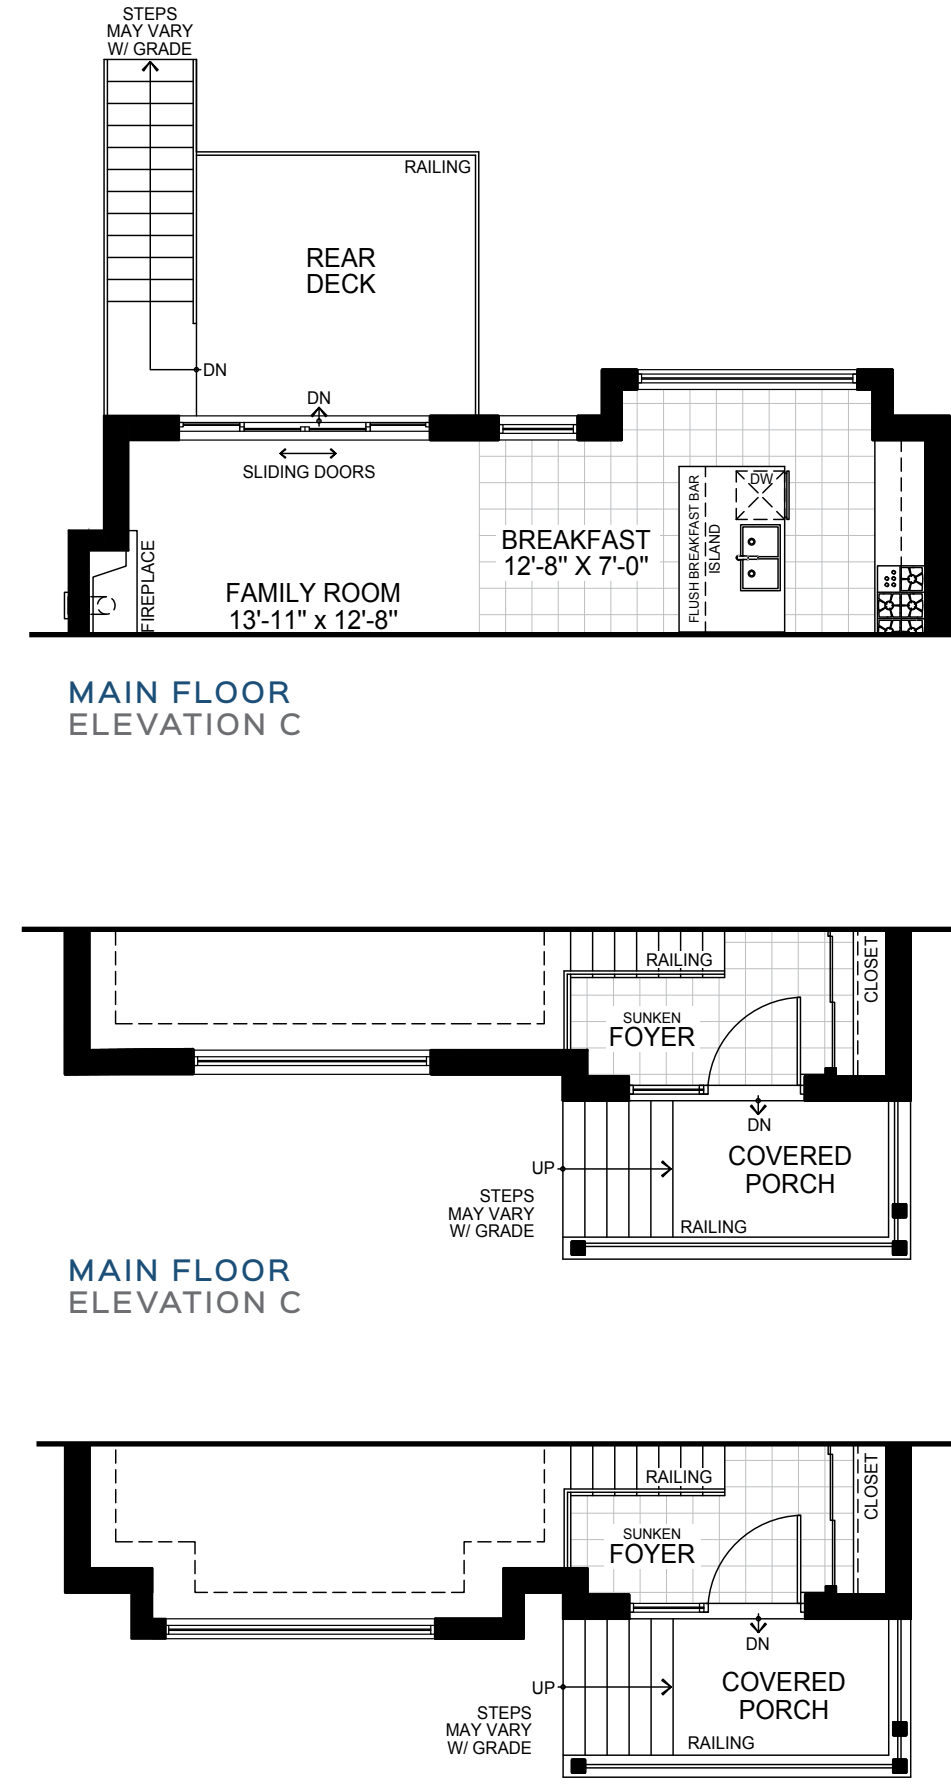 STEPS
MAY VARY
W/ GRADE
RAILING
REAR
DECK
DN
DN
SLIDING DOORS
FIREPLACE
FAMILY ROOM
13'-11" x 12'-8"
BREAKFAST
12'-8" X 7'-0"
FLUSH BREAKFAST BAR
ISLAND
DW
MAIN FLOOR
ELEVATION C
RAILING
CLOSET
SUNKEN
FOYER
DN
COVERED
PORCH
UP
STEPS
MAY VARY
W/ GRADE
RAILING
MAIN FLOOR
ELEVATION C
RAILING
CLOSET
SUNKEN
FOYER
DN
COVERED
PORCH
UP
STEPS
MAY VARY
W/ GRADE
RAILING